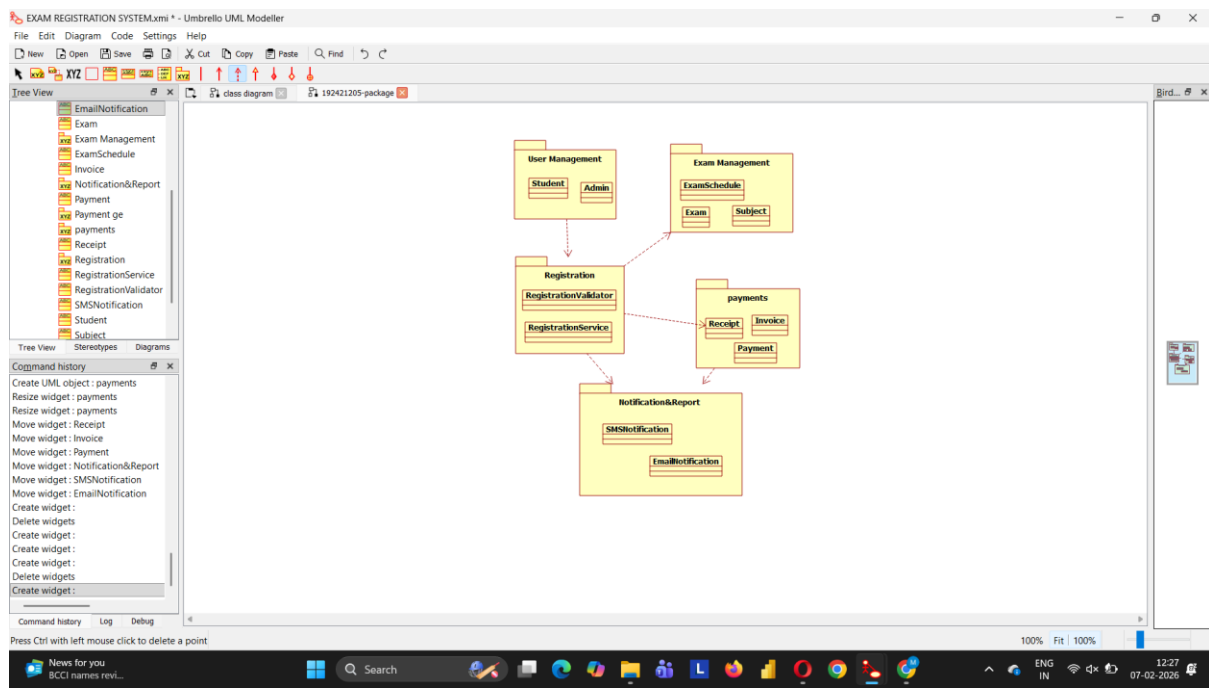 EXAM REGISTRATION SYSTEM.xmi * - Umbrello UML Modeller
File Edit Diagram Code Settings Help
New Open Save Cut Copy Paste Find
XYZ
Tree View
class diagram
192421205-package
Bird...
EmailNotification
Exam
Exam Management
ExamSchedule
Invoice
Notification&Report
Payment
Payment ge
payments
Receipt
Registration
RegistrationService
RegistrationValidator
SMSNotification
Student
Subject
Tree View Stereotypes Diagrams
Command history
Create UML object : payments
Resize widget : payments
Resize widget : payments
Move widget : Receipt
Move widget : Invoice
Move widget : Payment
Move widget : Notification&Report
Move widget : SMSNotification
Move widget : EmailNotification
Create widget :
Delete widgets
Create widget :
Create widget :
Create widget :
Delete widgets
Create widget :
Command history Log Debug
User Management
Student
Admin
Exam Management
ExamSchedule
Exam
Subject
Registration
RegistrationValidator
RegistrationService
payments
Receipt
Invoice
Payment
Notification&Report
SMSNotification
EmailNotification
Press Ctrl with left mouse click to delete a point
100% Fit 100%
News for you
BCCI names revi...
Search
ENG
IN
12:27
07-02-2026